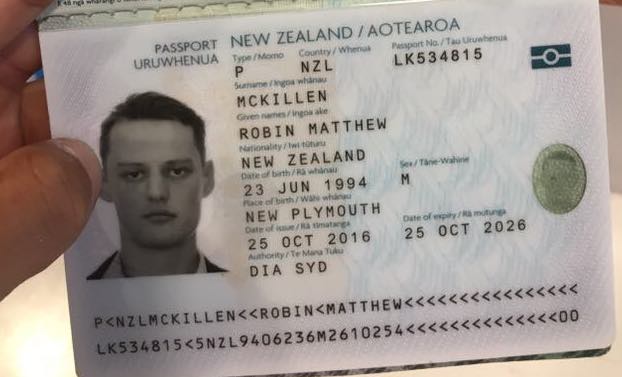 PASSPORT
URUWHENUA
NEW ZEALAND / AOTEAROA
Type / Momo Country / Whenua Passport No. / Tau Uruwhenua
P NZL LK534815
Surname / Ingoa whānau
MCKILLEN
Given names / Ingoa ake
ROBIN MATTHEW
Nationality / Iwi tūturu
NEW ZEALAND
Date of birth / Rā whānau Sex / Tāne-Wahine
23 JUN 1994 M
Place of birth / Wāhi whānau
NEW PLYMOUTH
Date of issue / Rā timatanga Date of expiry / Rā mutunga
25 OCT 2016 25 OCT 2026
Authority / Te Mana Tuku
DIA SYD
P<NZLMCKILLEN<<ROBIN<MATTHEW<<<<<<<<<<<<<<<<
LK534815<5NZL9406236M2610254<<<<<<<<<<<<<<00